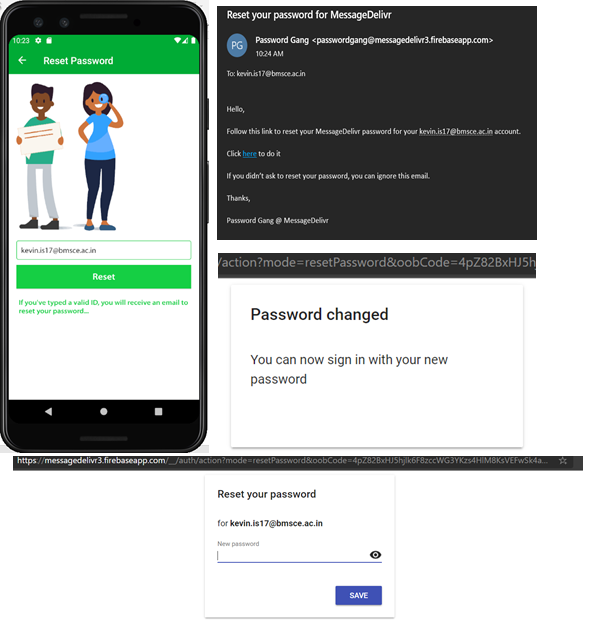 10:23
Reset Password
kevin.is17@bmsce.ac.in
Reset
If you've typed a valid ID, you will receive an email to
reset your password...
Reset your password for MessageDelivr
PG
Password Gang <passwordgang@messagedelivr3.firebaseapp.com>
10:24 AM
To: kevin.is17@bmsce.ac.in
Hello,
Follow this link to reset your MessageDelivr password for your kevin.is17@bmsce.ac.in account.
Click here to do it
If you didn't ask to reset your password, you can ignore this email.
Thanks,
Password Gang @ MessageDelivr
/action?mode=resetPassword&oobCode=4pZ82BxHJ5hj
Password changed
You can now sign in with your new
password
https://messagedelivr3.firebaseapp.com/__/auth/action?mode=resetPassword&oobCode=4pZ82BxHJ5hjlk6F8zccWG3YKzs4HlM8KsVEFwSk4a...
Reset your password
for kevin.is17@bmsce.ac.in
New password
SAVE